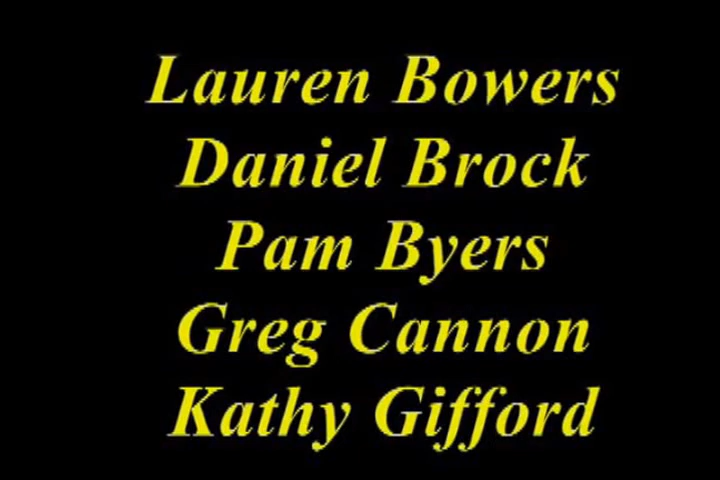 Lauren Bowers
Daniel Brock
Pam Byers
Greg Cannon
Kathy Gifford